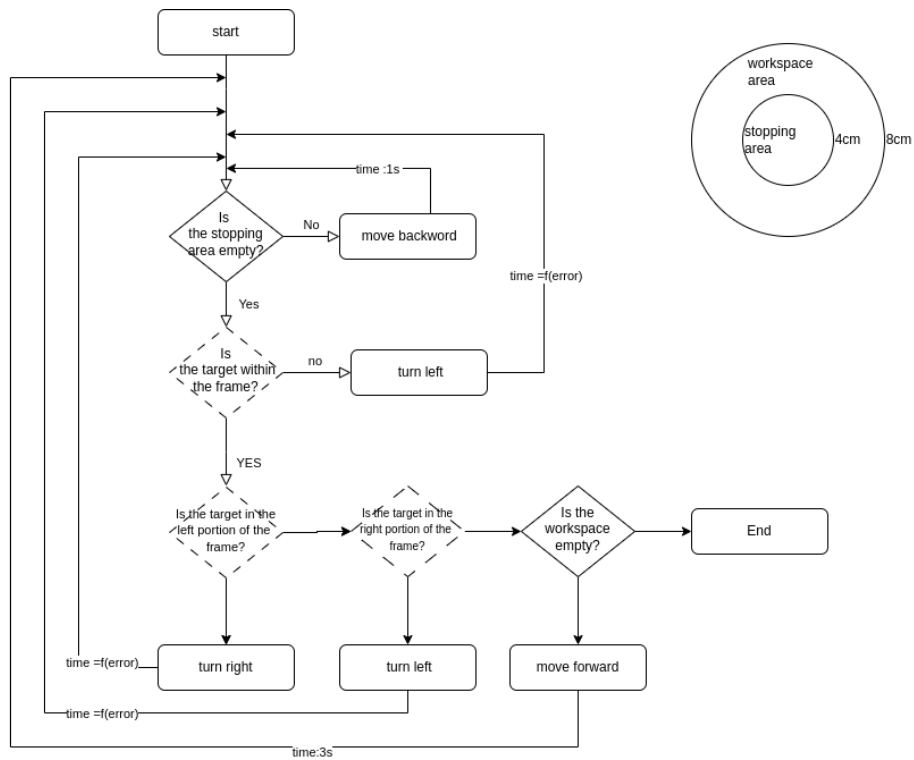 start
workspace
area
stopping
area
4cm
8cm
time :1s
Is
the stopping
area empty?
No
move backword
time =f(error)
Yes
Is
the target within
the frame?
no
turn left
YES
Is the target in the
left portion of the
frame?
Is the target in the
right portion of the
frame?
Is the
workspace
empty?
End
time =f(error)
turn right
turn left
move forward
time =f(error)
time:3s